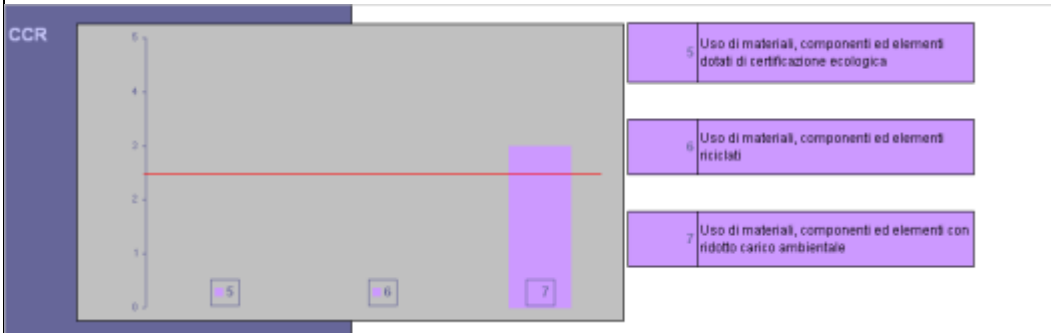 CCR
5
4
3
2
1
0
5
6
7
5 Uso di materiali, componenti ed elementi
dotati di certificazione ecologica
6 Uso di materiali, componenti ed elementi
riciclati
7 Uso di materiali, componenti ed elementi con
ridotto carico ambientale